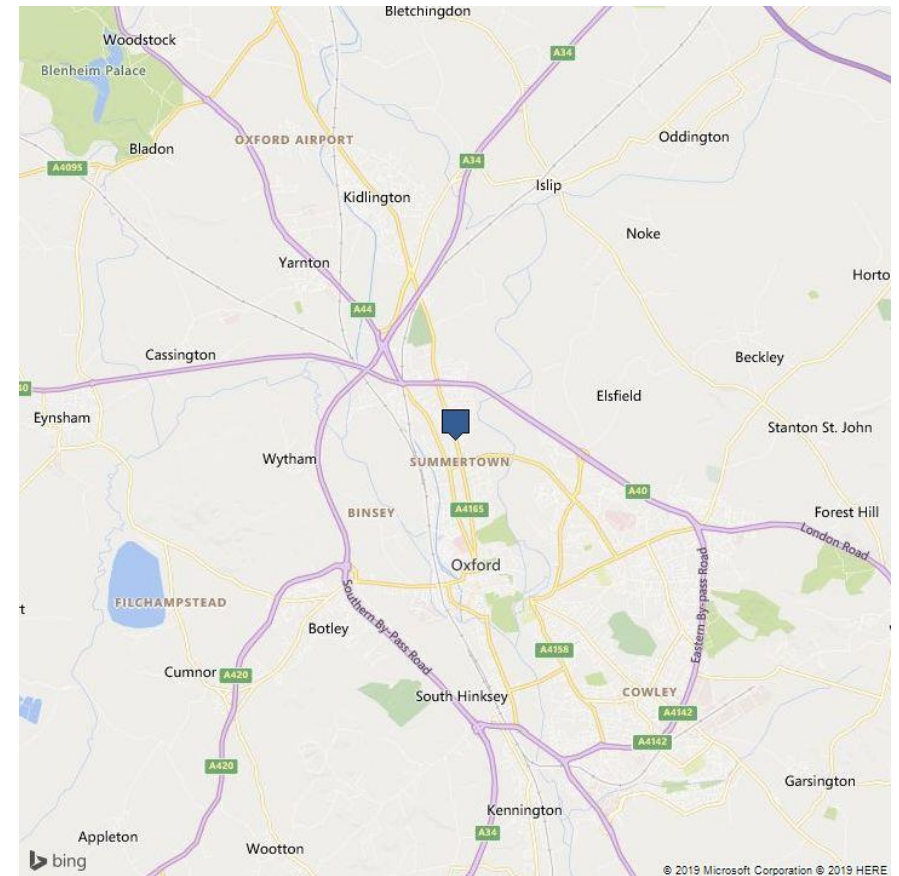 Bletchingdon
Woodstock
A34
Blenheim Palace
Oddington
OXFORD AIRPORT
Bladon
A34
A4095
Islip
Kidlington
Noke
Yarnton
Horto
A44
Cassington
Beckley
40
Elsfield
Eynsham
Stanton St. John
Wytham
SUMMERTOWN
A40
A4165
BINSEY
Forest Hill
London Road
Oxford
Eastern By-pass Road
FILCHAMPSTEAD
Southern By-Pass Road
Botley
A4158
Cumnor
A420
South Hinksey
COWLEY
A4142
A4142
A420
Garsington
Kennington
A34
Appleton
Wootton
bing
© 2019 Microsoft Corporation © 2019 HERE